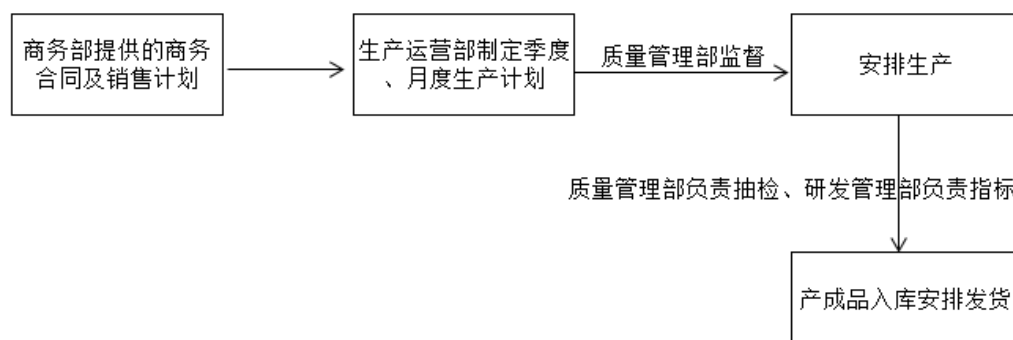 商务部提供的商务
合同及销售计划
生产运营部制定季度
、月度生产计划
质量管理部监督
安排生产
质量管理部负责抽检、研发管理部负责指标
产成品入库安排发货